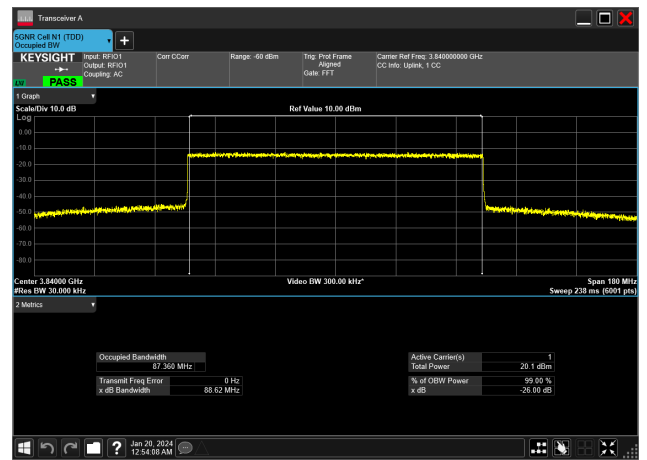 Transceiver A
5GNR Cell N1 (TDD)
Occupied BW
+
KEYSIGHT
LXI
PASS
Input: RFIO1
Output: RFIO1
Coupling: AC
Corr CCorr
Range: -60 dBm
Trig: Prot Frame
Aligned
Gate: FFT
Carrier Ref Freq: 3.840000000 GHz
CC Info: Uplink, 1 CC
1 Graph
Scale/Div 10.0 dB
Ref Value 10.00 dBm
Log
0.00
-10.0
-20.0
-30.0
-40.0
-50.0
-60.0
-70.0
-80.0
Center 3.84000 GHz
Video BW 300.00 kHz*
Span 180 MHz
#Res BW 30.000 kHz
Sweep 238 ms (6001 pts)
2 Metrics
Occupied Bandwidth
87.360 MHz
Active Carrier(s) 1
Total Power 20.1 dBm
Transmit Freq Error 0 Hz
x dB Bandwidth 88.62 MHz
% of OBW Power 99.00 %
x dB -26.00 dB
?
Jan 20, 2024
12:54:08 AM